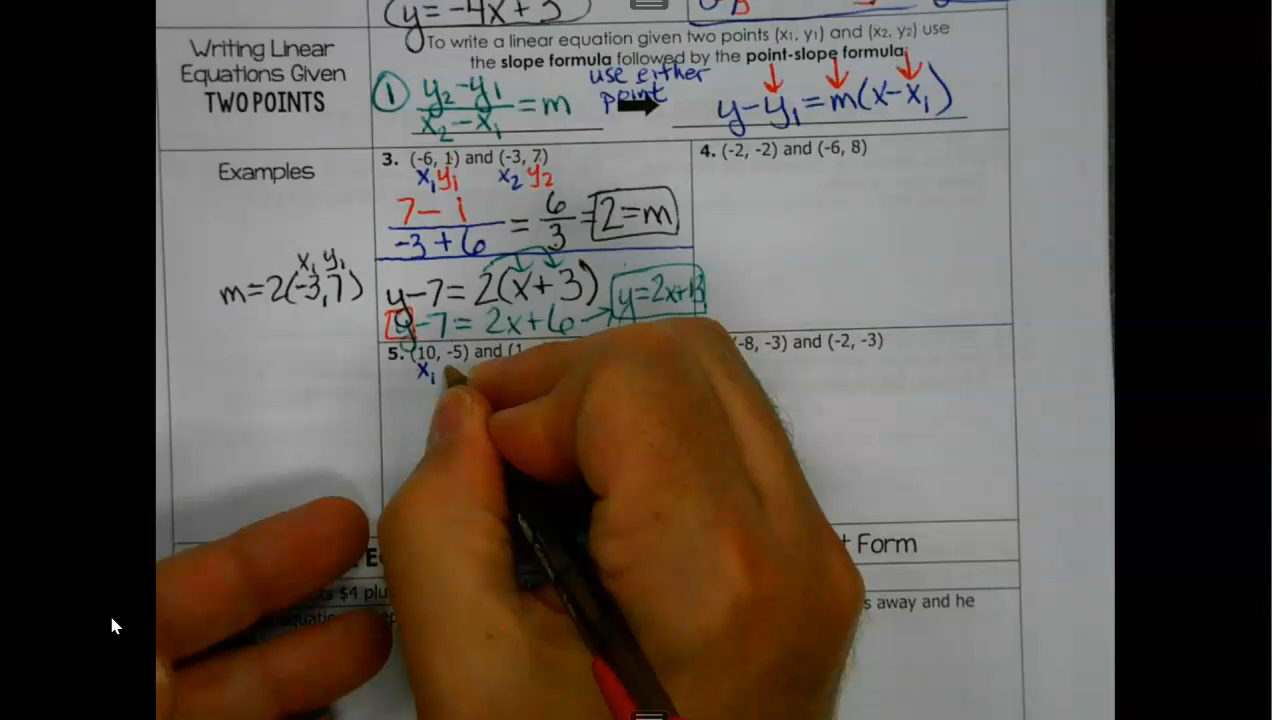 y = -4x + 5
Writing Linear
Equations Given
TWO POINTS
To write a linear equation given two points (x₁, y₁) and (x₂, y₂) use
the slope formula followed by the point-slope formula.
① y₂-y₁ / x₂-x₁ = m
use either
point
y-y₁=m(x-x₁)
Examples
3. (-6, 1) and (-3, 7)
x₁ y₁ x₂ y₂
7-1 / -3+6 = 6/3 = 2=m
x₁ y₁
m=2(-3,7)
y-7= 2(x+3)
y-7= 2x+6
y=2x+13
4. (-2, -2) and (-6, 8)
5. (10, -5) and (1
x₁
-8, -3) and (-2, -3)
Form
$4
s away and he